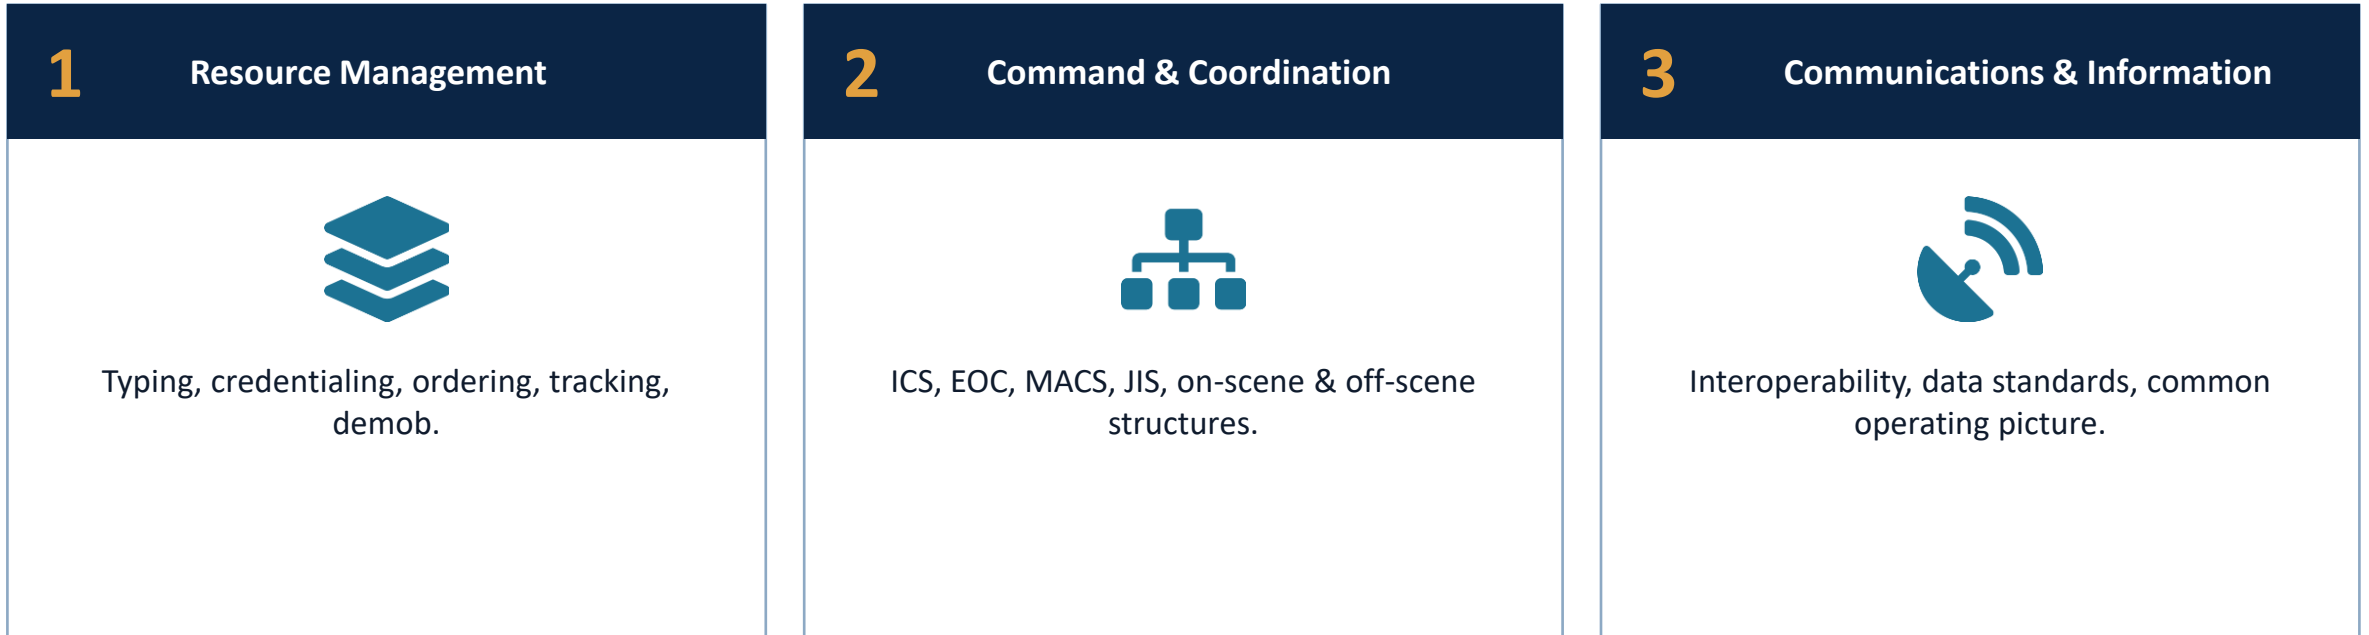 1
Resource Management
Typing, credentialing, ordering, tracking,
demob.
2
Command & Coordination
ICS, EOC, MACS, JIS, on-scene & off-scene
structures.
3
Communications & Information
Interoperability, data standards, common
operating picture.